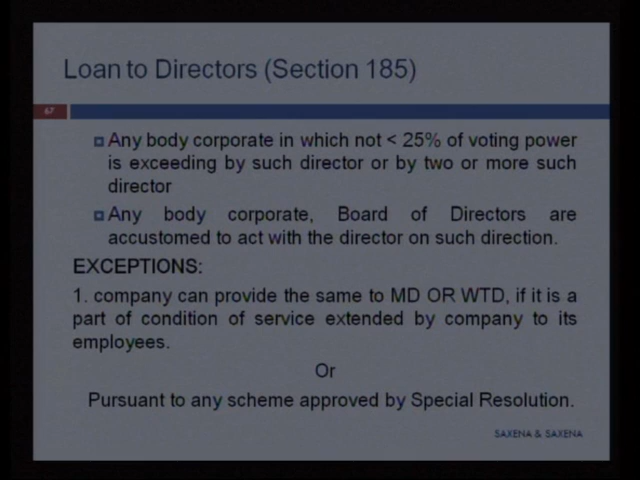 Loan to Directors (Section 185)
67
Any body corporate in which not < 25% of voting power
is exceeding by such director or by two or more such
director
Any body corporate, Board of Directors are
accustomed to act with the director on such direction.
EXCEPTIONS:
1. company can provide the same to MD OR WTD, if it is a
part of condition of service extended by company to its
employees.
Or
Pursuant to any scheme approved by Special Resolution.
SAXENA & SAXENA